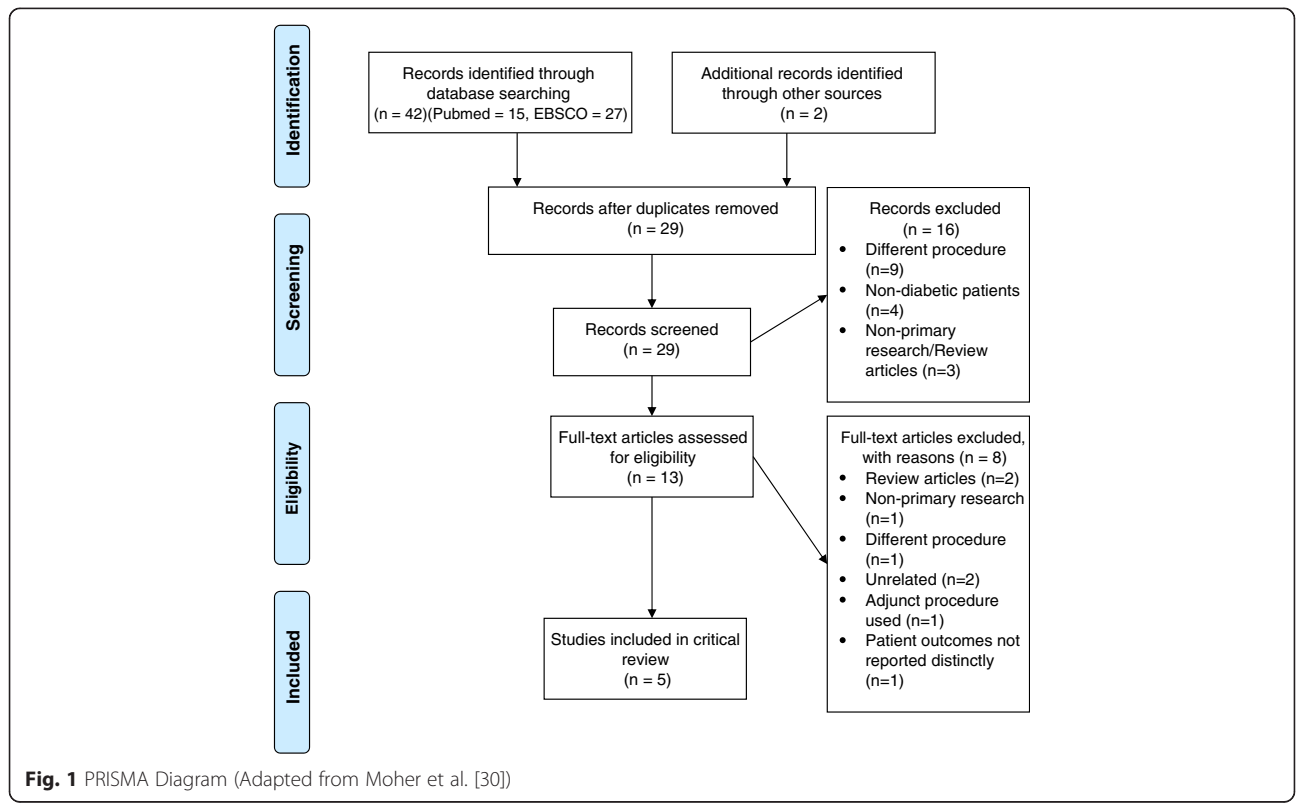 Identification
Records identified through
database searching
(n = 42)(Pubmed = 15, EBSCO = 27)
Additional records identified
through other sources
(n = 2)
Screening
Records after duplicates removed
(n = 29)
Records screened
(n = 29)
Records excluded
(n = 16)
• Different procedure
(n=9)
• Non-diabetic patients
(n=4)
• Non-primary
research/Review
articles (n=3)
Eligibility
Full-text articles assessed
for eligibility
(n = 13)
Full-text articles excluded,
with reasons (n = 8)
• Review articles (n=2)
• Non-primary research
(n=1)
• Different procedure
(n=1)
• Unrelated (n=2)
• Adjunct procedure
used (n=1)
• Patient outcomes not
reported distinctly
(n=1)
Included
Studies included in critical
review
(n = 5)
Fig. 1 PRISMA Diagram (Adapted from Moher et al. [30])